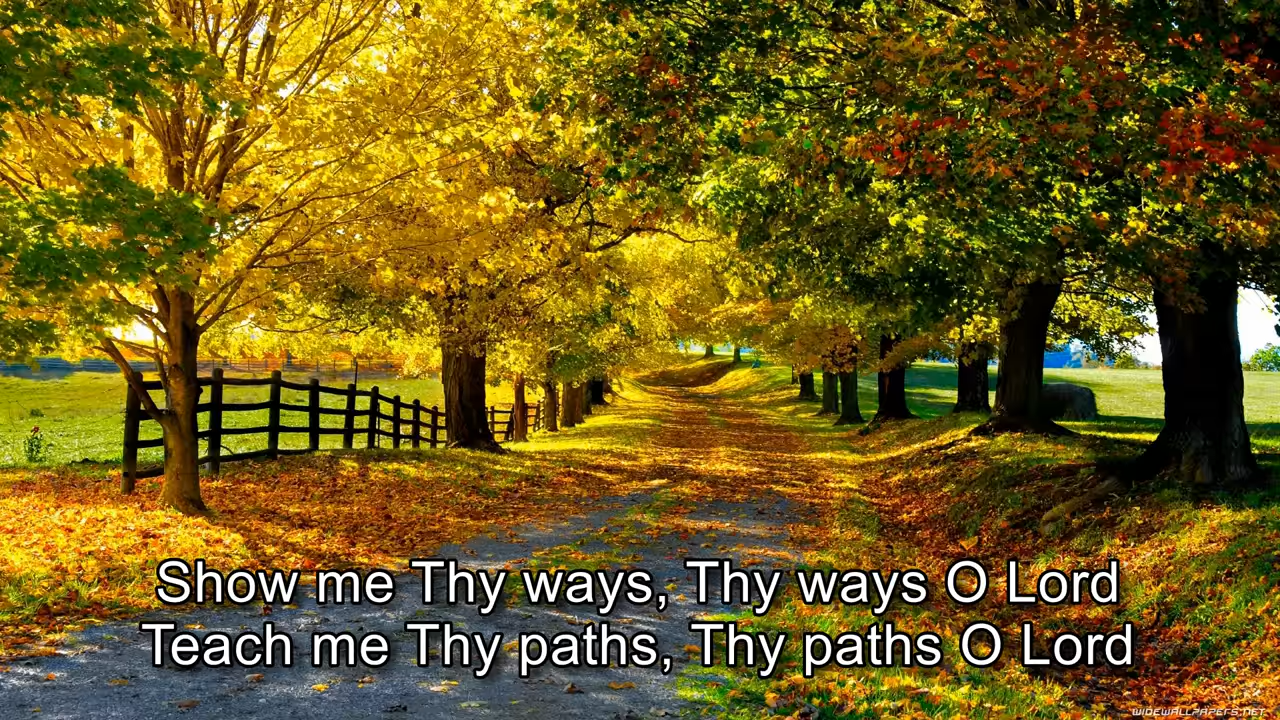 Show me Thy ways, Thy ways O Lord
Teach me Thy paths, Thy paths O Lord
WIDEWALLPAPERS.NET